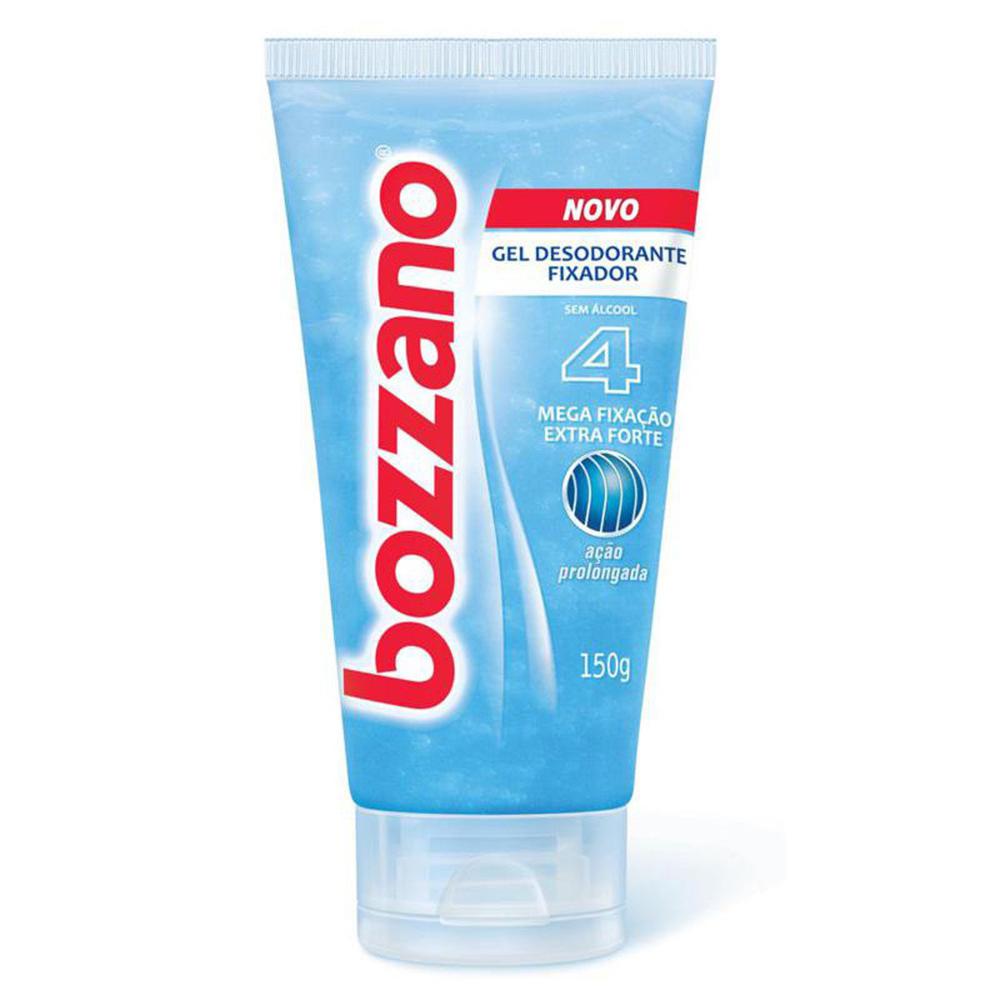 bozzano®
NOVO
GEL DESODORANTE
FIXADOR
SEM ÁLCOOL
4
MEGA FIXAÇÃO
EXTRA FORTE
ação
prolongada
150g